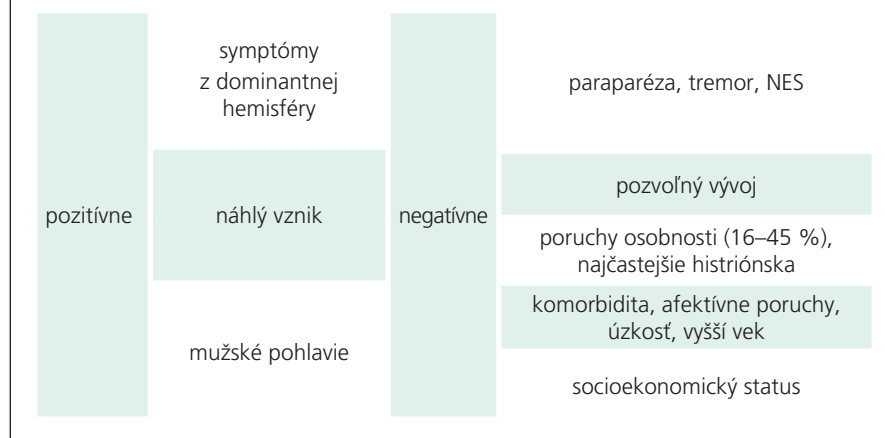 pozitívne
symptómy
z dominantnej
hemisféry
náhlý vznik
mužské pohlavie
negatívne
paraparéza, tremor, NES
pozvoľný vývoj
poruchy osobnosti (16–45 %),
najčastejšie histriónska
komorbidita, afektívne poruchy,
úzkosť, vyšší vek
socioekonomický status